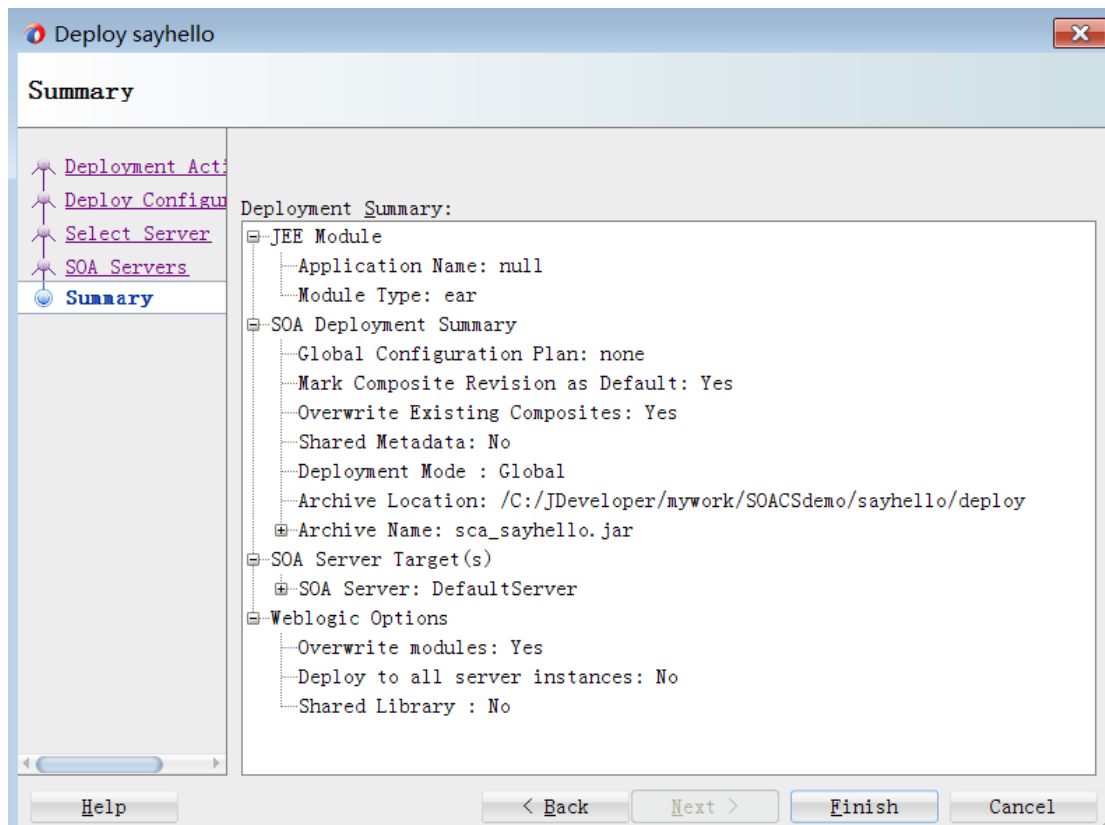 Deploy sayhello
Summary
Deployment Acti
Deploy Configu
Select Server
SOA Servers
Summary
Deployment Summary:
JEE Module
Application Name: null
Module Type: ear
SOA Deployment Summary
Global Configuration Plan: none
Mark Composite Revision as Default: Yes
Overwrite Existing Composites: Yes
Shared Metadata: No
Deployment Mode : Global
Archive Location: /C:/JDeveloper/mywork/SOACSdemo/sayhello/deploy
Archive Name: sca_sayhello.jar
SOA Server Target(s)
SOA Server: DefaultServer
Weblogic Options
Overwrite modules: Yes
Deploy to all server instances: No
Shared Library : No
Help
< Back
Next >
Finish
Cancel